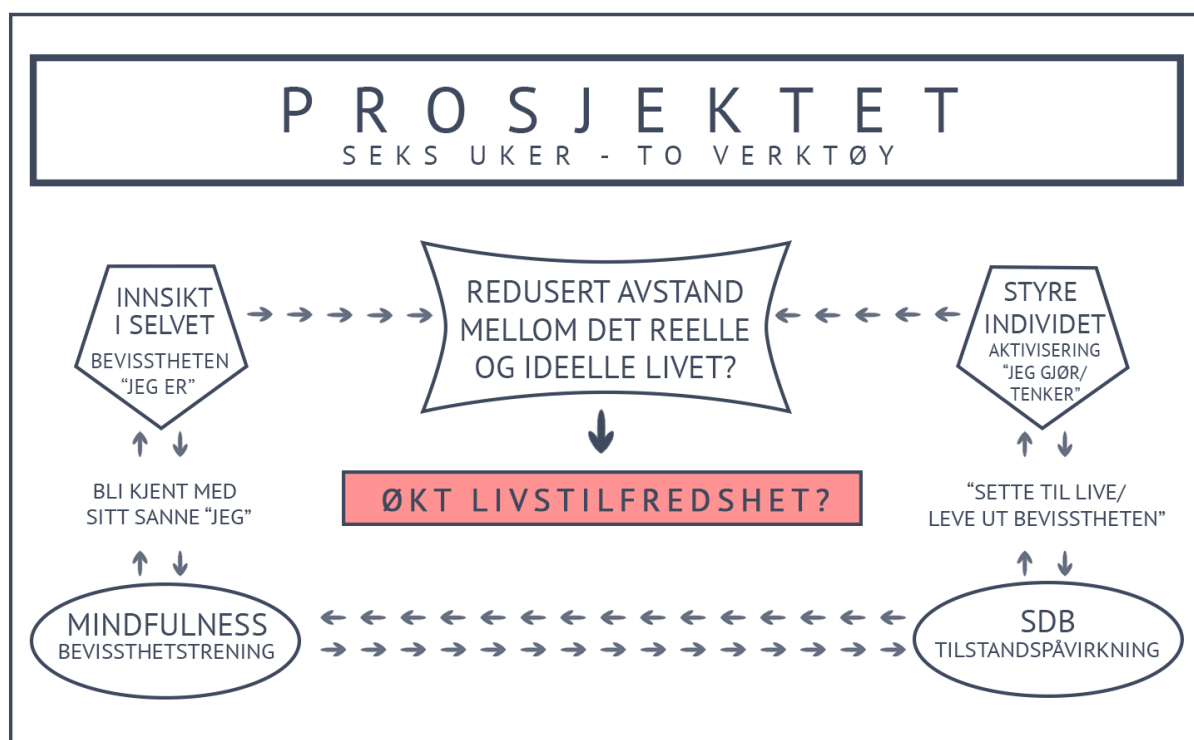 PROSJEKTET
SEKS UKER - TO VERKTØY
INNSIKT
I SELVET
BEVISSTHETEN
“JEG ER”
REDUSERT AVSTAND
MELLOM DET REELLE
OG IDEELLE LIVET?
STYRE
INDIVIDET
AKTIVISERING
“JEG GJØR/
TENKER”
BLI KJENT MED
SITT SANNE “JEG”
ØKT LIVSTILFREDSHET?
“SETTE TIL LIVE/
LEVE UT BEVISSTHETEN”
MINDFULNESS
BEVISSTHETSTRENING
SDB
TILSTANDSPÅVIRKNING